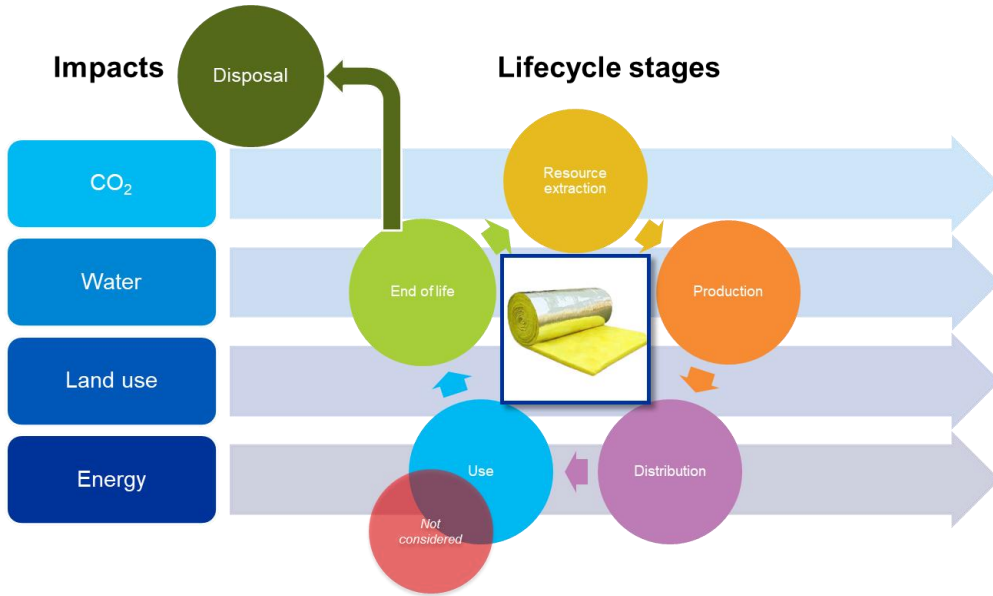 Impacts
Lifecycle stages
Disposal
CO₂
Resource
extraction
Water
End of life
Production
Land use
Energy
Use
Distribution
Not
considered